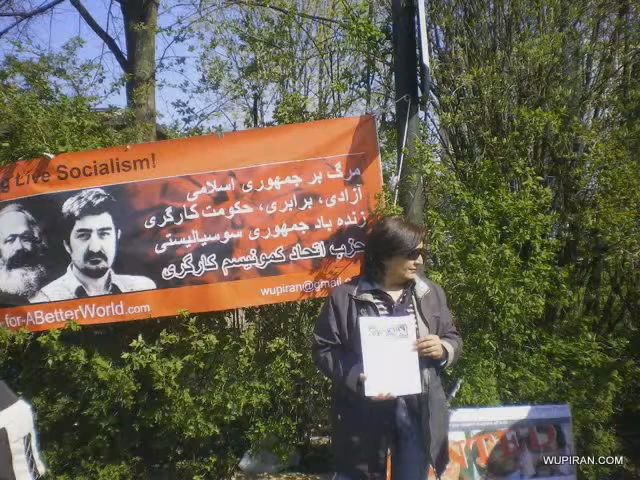 g Live Socialism!
مرگ بر جمهوری اسلامی
آزادی، برابری، حکومت کارگری
زنده باد جمهوری سوسیالیستی
حزب اتحاد کمونیسم کارگری
wupiran@gmail.c
-for-ABetterWorld.com
WUPIRAN.COM